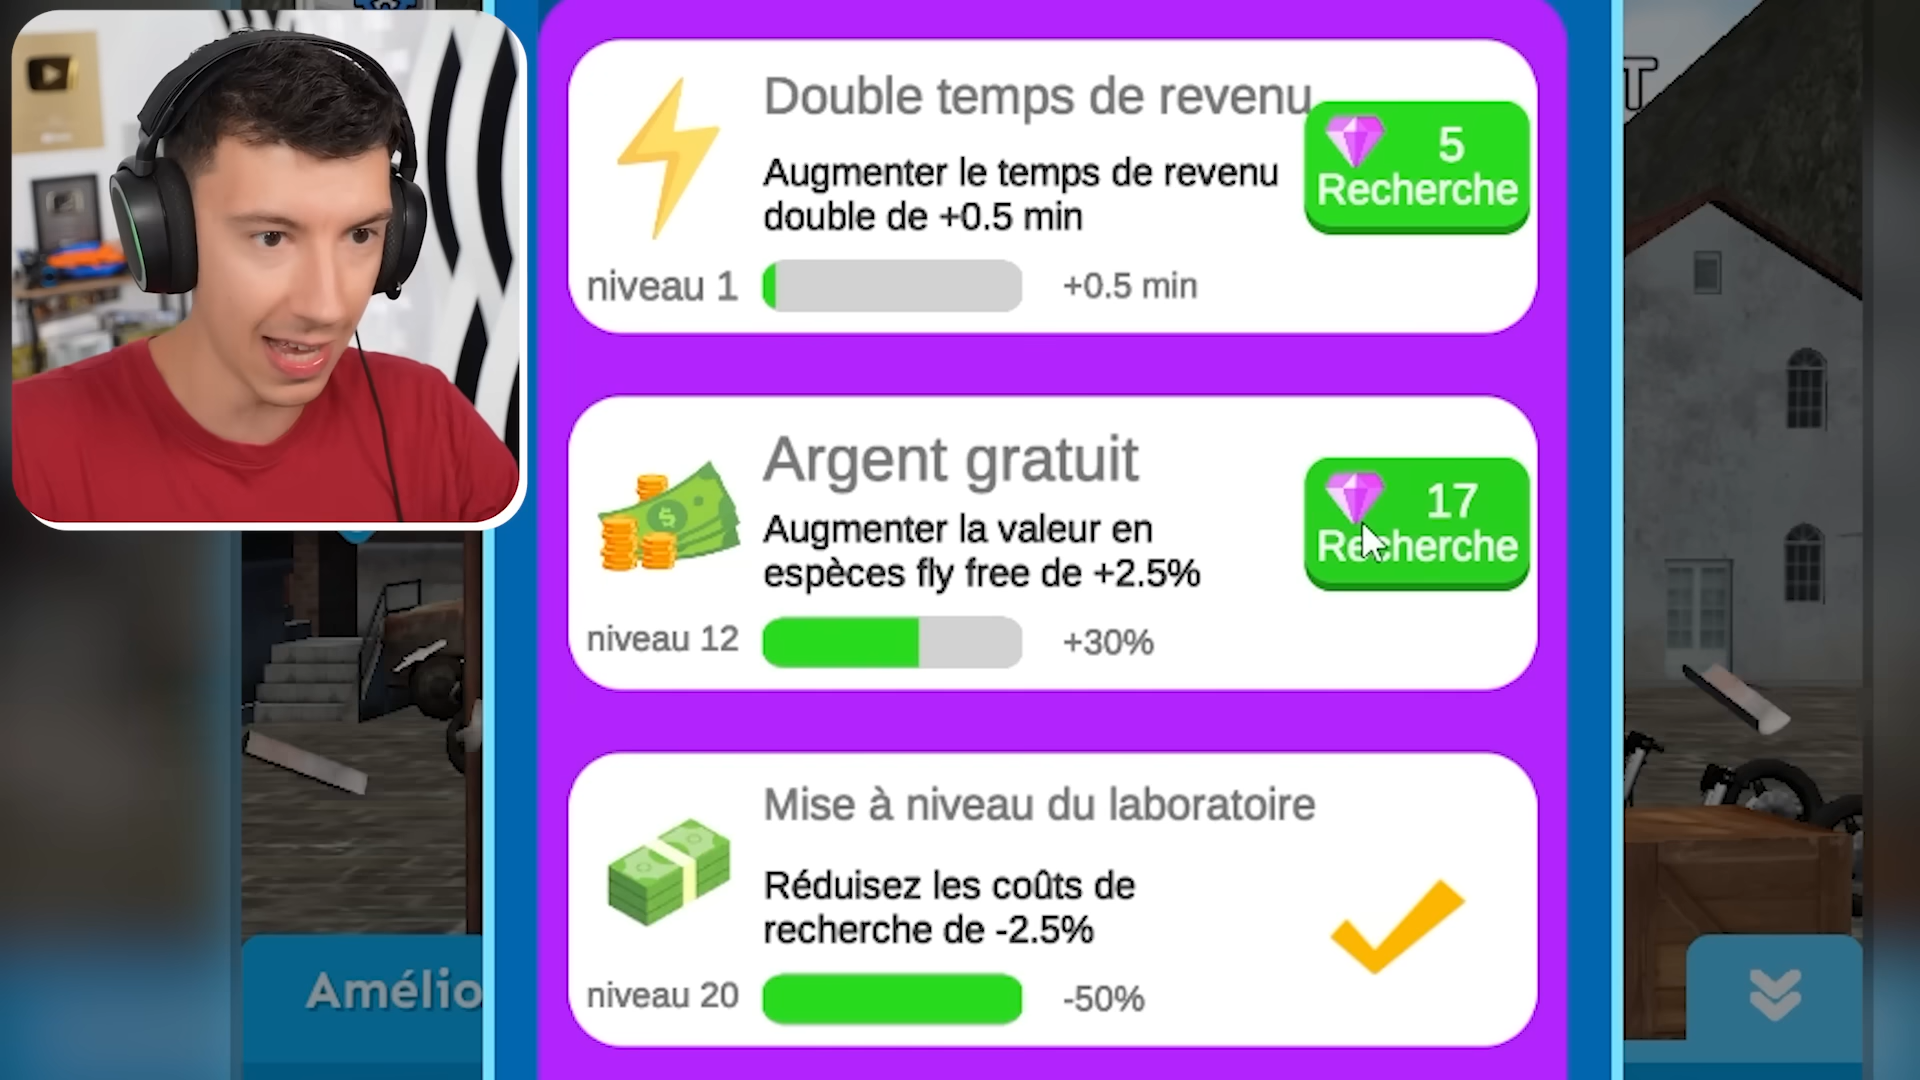 Double temps de revenu
Augmenter le temps de revenu
double de +0.5 min
5
Recherche
niveau 1
+0.5 min
Argent gratuit
Augmenter la valeur en
espèces fly free de +2.5%
17
Recherche
niveau 12
+30%
Mise à niveau du laboratoire
Réduisez les coûts de
recherche de -2.5%
niveau 20
-50%
Amélio
T